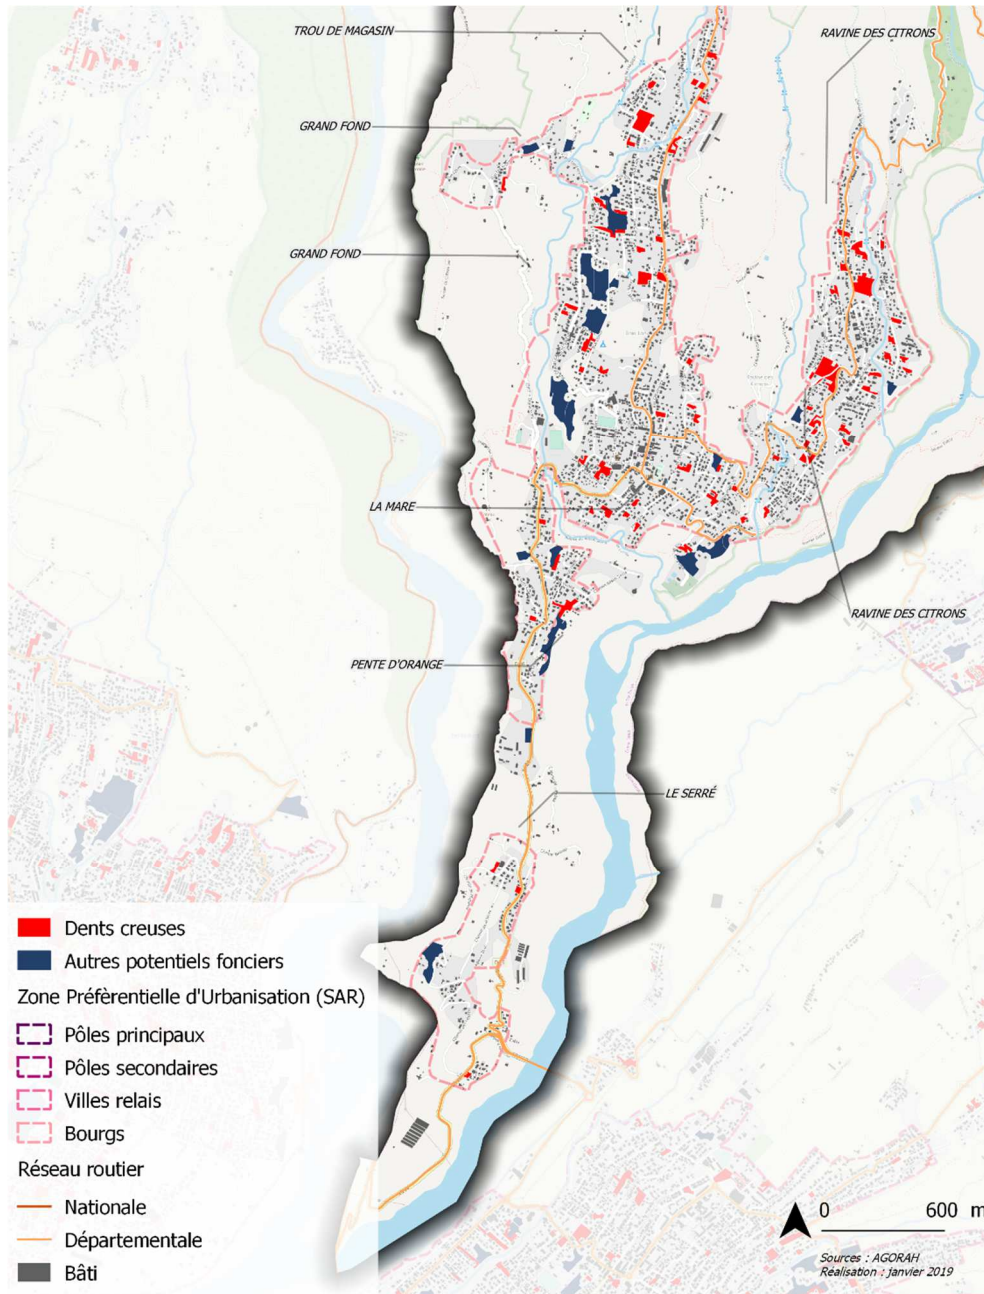 TROU DE MAGASIN
RAVINE DES CITRONS
GRAND FOND
GRAND FOND
LA MARE
RAVINE DES CITRONS
PENTE D'ORANGE
LE SERRÉ
Dents creuses
Autres potentiels fonciers
Zone Préfèrentielle d'Urbanisation (SAR)
Pôles principaux
Pôles secondaires
Villes relais
Bourgs
Réseau routier
Nationale
Départementale
Bâti
0 600 m
Sources : AGORAH
Réalisation : janvier 2019